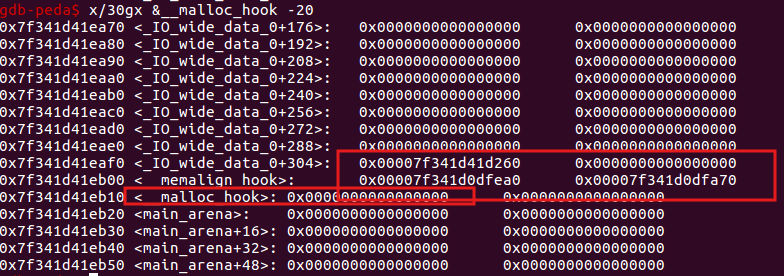 gdb-peda$ x/30gx &__malloc_hook -20
0x7f341d41ea70 <_IO_wide_data_0+176>: 0x0000000000000000 0x0000000000000000
0x7f341d41ea80 <_IO_wide_data_0+192>: 0x0000000000000000 0x0000000000000000
0x7f341d41ea90 <_IO_wide_data_0+208>: 0x0000000000000000 0x0000000000000000
0x7f341d41eaa0 <_IO_wide_data_0+224>: 0x0000000000000000 0x0000000000000000
0x7f341d41eab0 <_IO_wide_data_0+240>: 0x0000000000000000 0x0000000000000000
0x7f341d41eac0 <_IO_wide_data_0+256>: 0x0000000000000000 0x0000000000000000
0x7f341d41ead0 <_IO_wide_data_0+272>: 0x0000000000000000 0x0000000000000000
0x7f341d41eae0 <_IO_wide_data_0+288>: 0x0000000000000000 0x0000000000000000
0x7f341d41eaf0 <_IO_wide_data_0+304>: 0x00007f341d41d260 0x0000000000000000
0x7f341d41eb00 <__memalign_hook>: 0x00007f341d0dfea0 0x00007f341d0dfa70
0x7f341d41eb10 <__malloc_hook>: 0x0000000000000000 0x0000000000000000
0x7f341d41eb20 <main_arena>: 0x0000000000000000 0x0000000000000000
0x7f341d41eb30 <main_arena+16>: 0x0000000000000000 0x0000000000000000
0x7f341d41eb40 <main_arena+32>: 0x0000000000000000 0x0000000000000000
0x7f341d41eb50 <main_arena+48>: 0x0000000000000000 0x0000000000000000